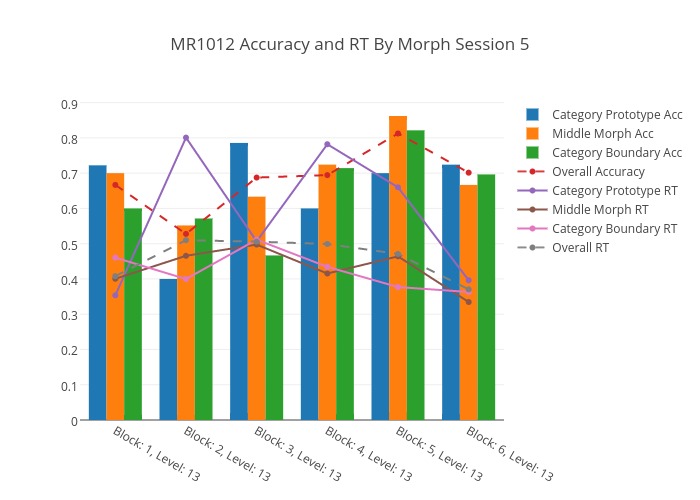 MR1012 Accuracy and RT By Morph Session 5
0.9
0.8
0.7
0.6
0.5
0.4
0.3
0.2
0.1
0
Block: 1, Level: 13
Block: 2, Level: 13
Block: 3, Level: 13
Block: 4, Level: 13
Block: 5, Level: 13
Block: 6, Level: 13
Category Prototype Acc
Middle Morph Acc
Category Boundary Acc
Overall Accuracy
Category Prototype RT
Middle Morph RT
Category Boundary RT
Overall RT